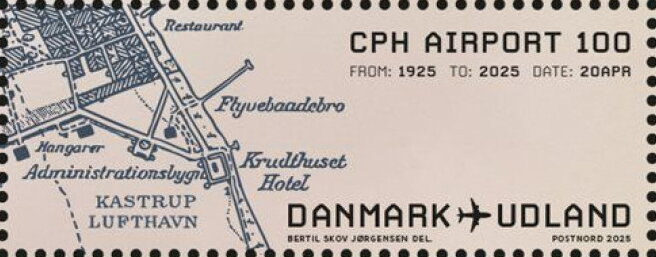 Restaurant
CPH AIRPORT 100
FROM: 1925 TO: 2025 DATE: 20APR
Flyvebaadebro
Hangarer
Administrationsbygn
Krudthuset
Hotel
KASTRUP
LUFTHAVN
DANMARK UDLAND
BERTIL SKOV JØRGENSEN DEL.
POSTNORD 2025